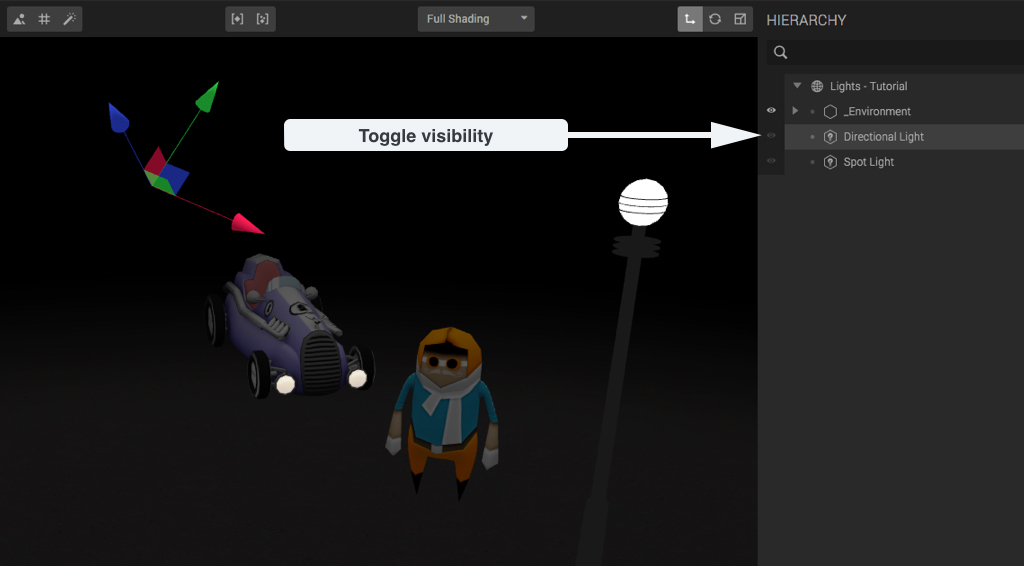 Full Shading
HIERARCHY
Lights - Tutorial
_Environment
Toggle visibility
Directional Light
Spot Light